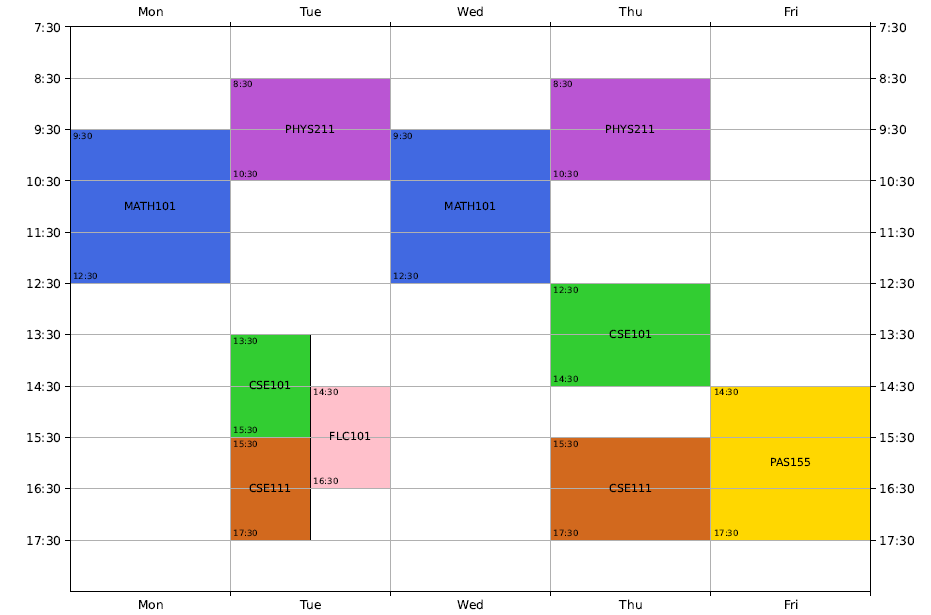 Mon Tue Wed Thu Fri
7:30 7:30
8:30 8:30 8:30 8:30
9:30 9:30 PHYS211 9:30 PHYS211 9:30
10:30 10:30 10:30 10:30
MATH101 MATH101
11:30 11:30
12:30 12:30 12:30 12:30 12:30
13:30 13:30 CSE101 13:30
14:30 CSE101 14:30 14:30 14:30 14:30
15:30 15:30 15:30 FLC101 15:30 15:30
PAS155
16:30 CSE111 16:30 CSE111 16:30
17:30 17:30 17:30 17:30 17:30
Mon Tue Wed Thu Fri